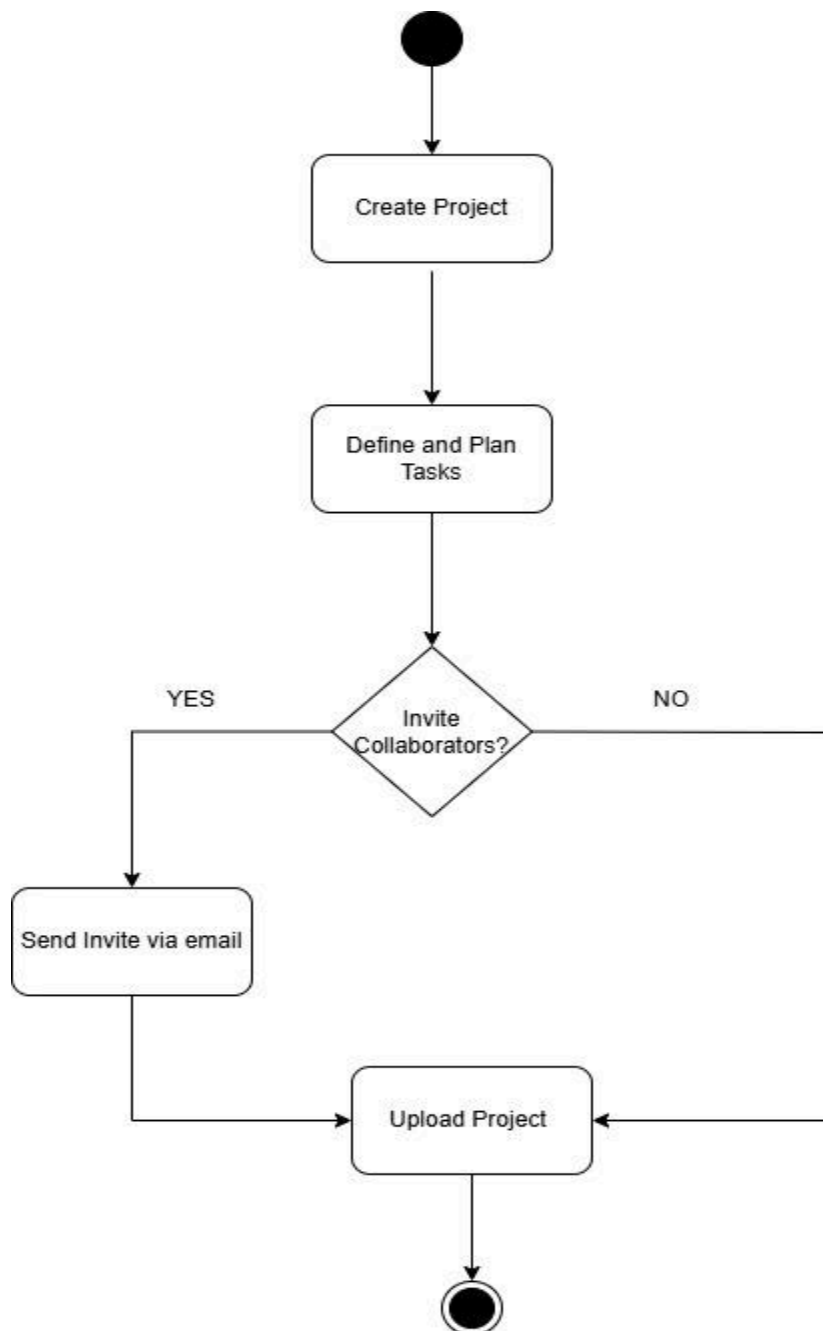 Create Project
Define and Plan
Tasks
YES
Invite
Collaborators?
NO
Send Invite via email
Upload Project